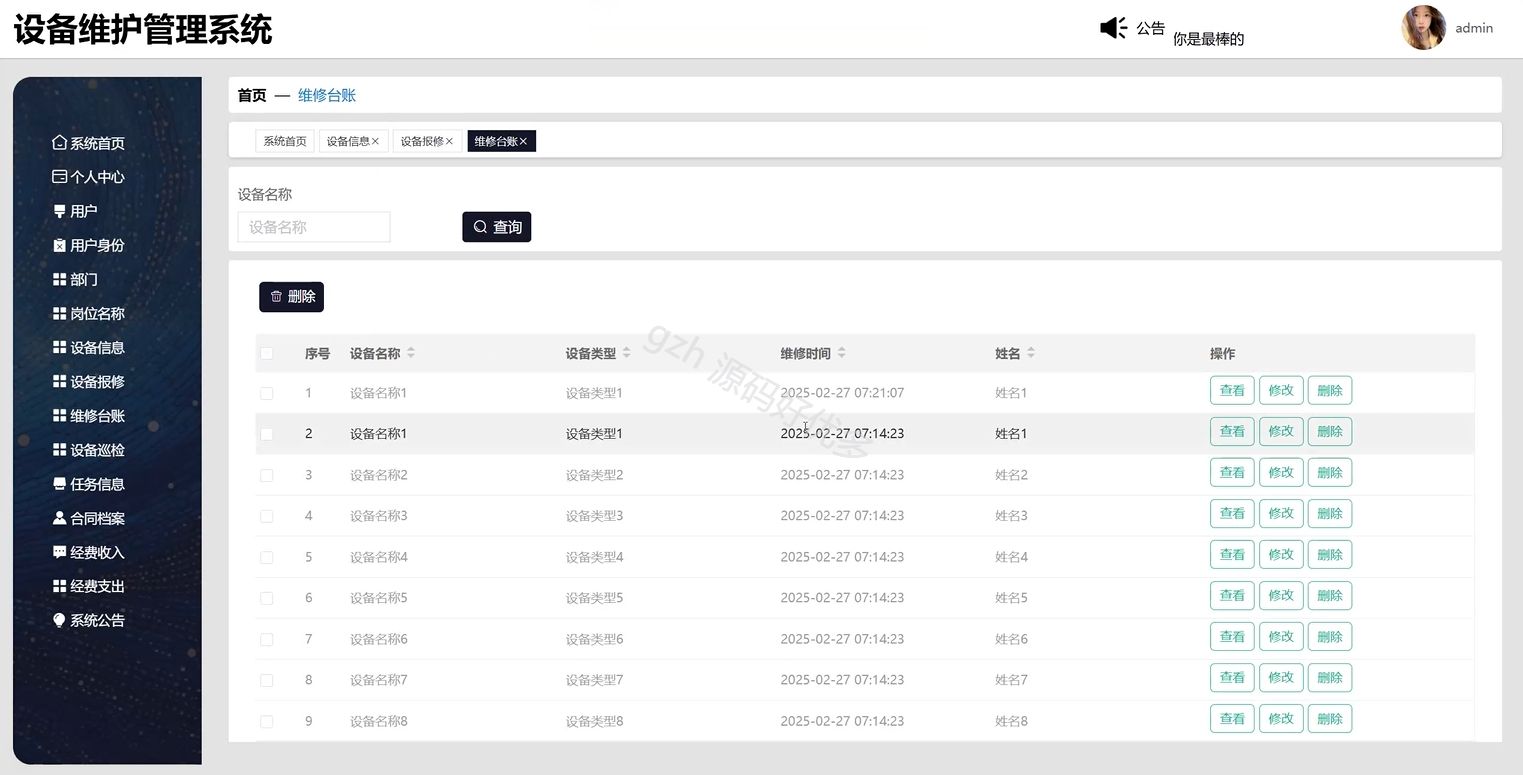 设备维护管理系统
公告 你是最棒的 admin
系统首页
个人中心
用户
用户身份
部门
岗位名称
设备信息
设备报修
维修台账
设备巡检
任务信息
合同档案
经费收入
经费支出
系统公告
首页 — 维修台账
系统首页 设备信息× 设备报修× 维修台账×
设备名称
设备名称 查询
删除
序号 设备名称 设备类型 维修时间 姓名 操作
1 设备名称1 设备类型1 2025-02-27 07:21:07 姓名1 查看 修改 删除
2 设备名称1 设备类型1 2025-02-27 07:14:23 姓名1 查看 修改 删除
3 设备名称2 设备类型2 2025-02-27 07:14:23 姓名2 查看 修改 删除
4 设备名称3 设备类型3 2025-02-27 07:14:23 姓名3 查看 修改 删除
5 设备名称4 设备类型4 2025-02-27 07:14:23 姓名4 查看 修改 删除
6 设备名称5 设备类型5 2025-02-27 07:14:23 姓名5 查看 修改 删除
7 设备名称6 设备类型6 2025-02-27 07:14:23 姓名6 查看 修改 删除
8 设备名称7 设备类型7 2025-02-27 07:14:23 姓名7 查看 修改 删除
9 设备名称8 设备类型8 2025-02-27 07:14:23 姓名8 查看 修改 删除
gzh 源码好优多